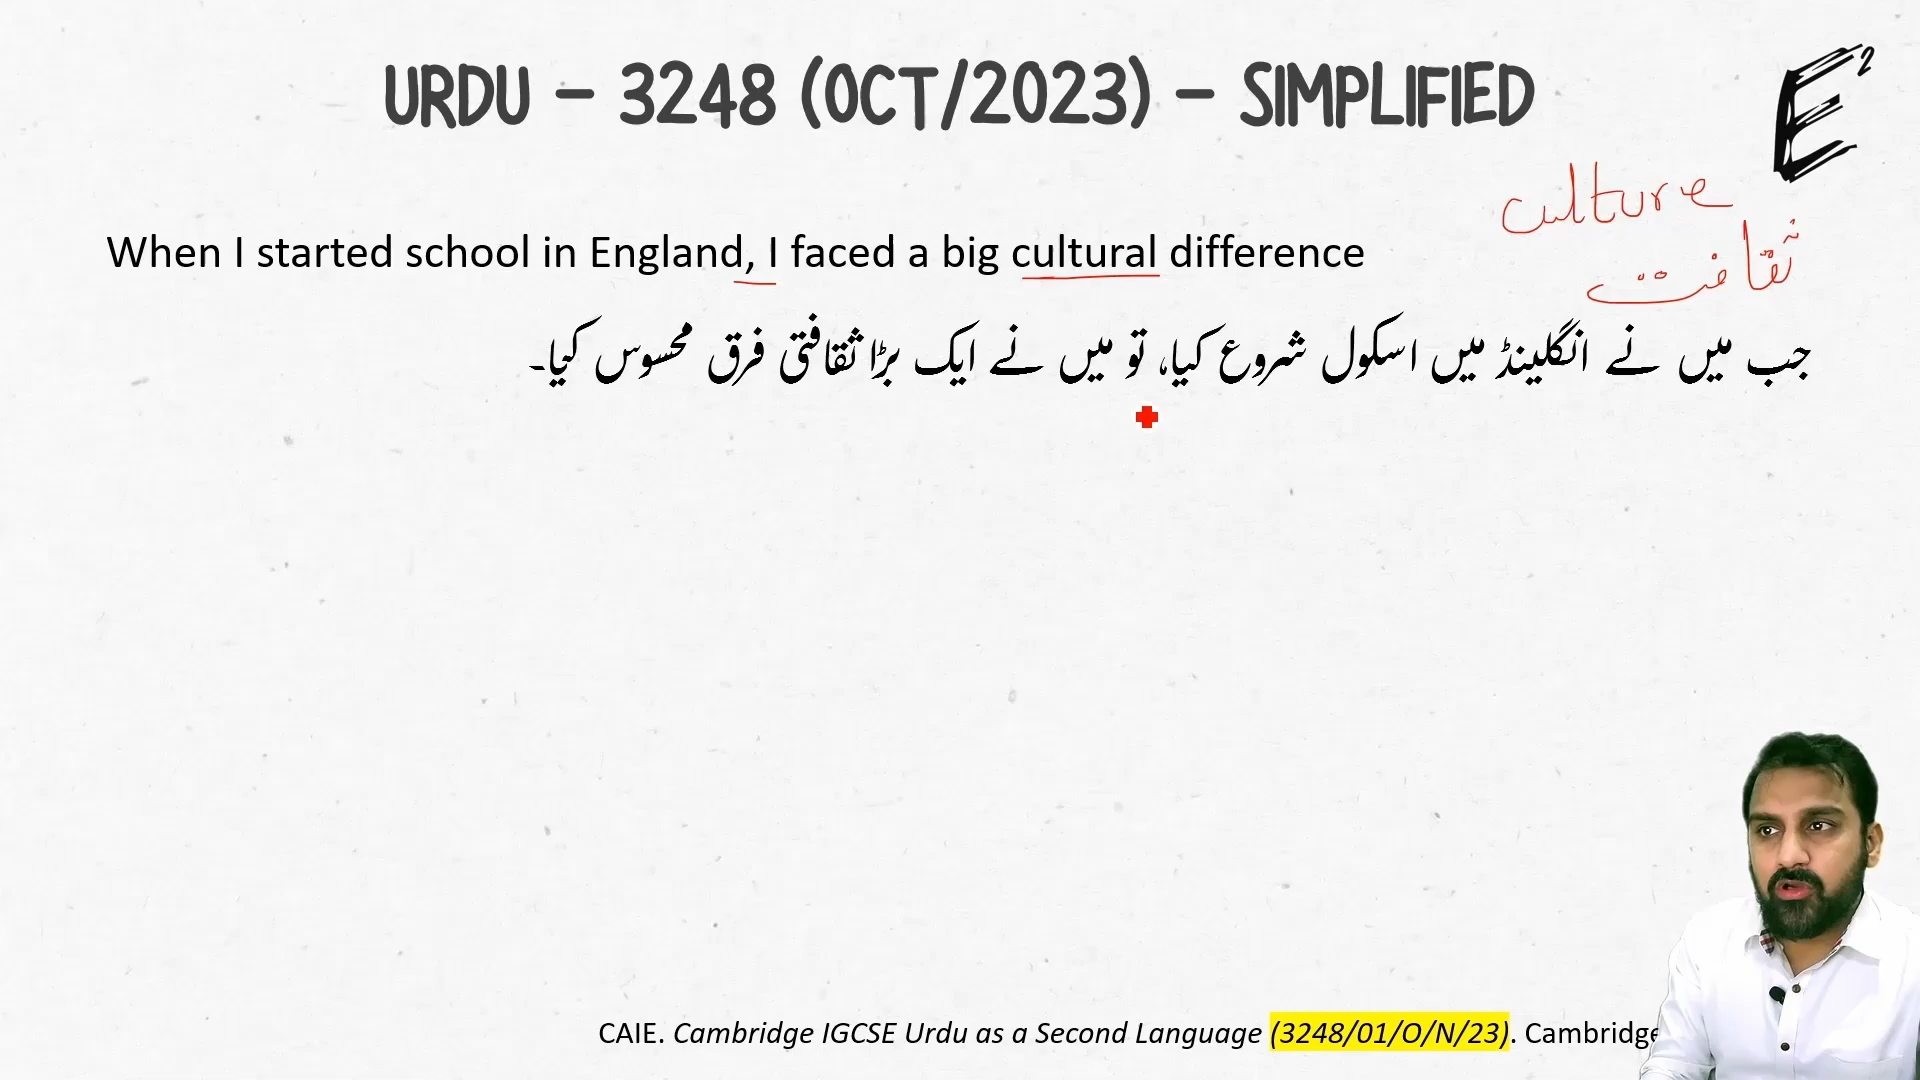 URDU – 3248 (OCT/2023) – SIMPLIFIED
E²
culture
ثقافت
When I started school in England, I faced a big cultural difference
جب میں نے انگلینڈ میں اسکول شروع کیا، تو میں نے ایک بڑا ثقافتی فرق محسوس کیا۔
CAIE. Cambridge IGCSE Urdu as a Second Language (3248/01/O/N/23). Cambridge